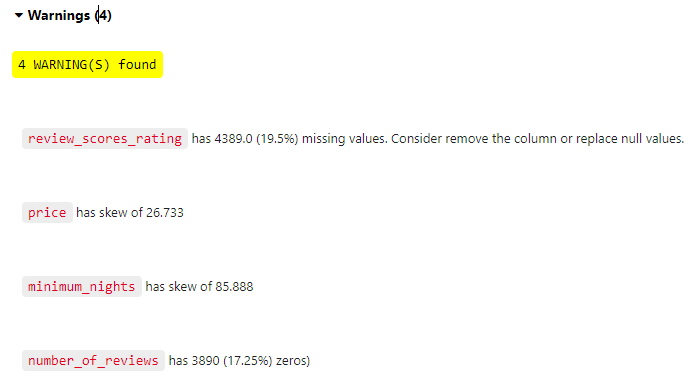 ▼ Warnings (4)
4 WARNING(S) found
review_scores_rating has 4389.0 (19.5%) missing values. Consider remove the column or replace null values.
price has skew of 26.733
minimum_nights has skew of 85.888
number_of_reviews has 3890 (17.25%) zeros)